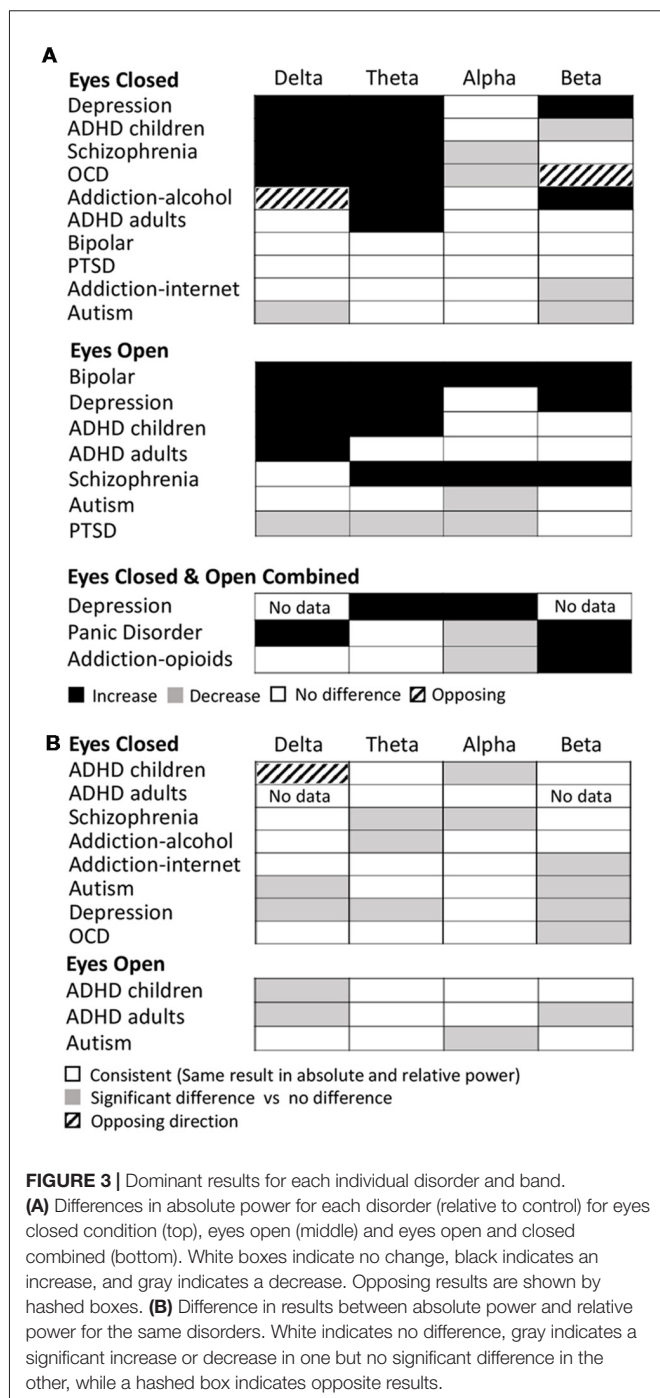 A
Eyes Closed Delta Theta Alpha Beta
Depression
ADHD children
Schizophrenia
OCD
Addiction-alcohol
ADHD adults
Bipolar
PTSD
Addiction-internet
Autism
Eyes Open
Bipolar
Depression
ADHD children
ADHD adults
Schizophrenia
Autism
PTSD
Eyes Closed & Open Combined
Depression No data No data
Panic Disorder
Addiction-opioids
Increase Decrease No difference Opposing
B Eyes Closed Delta Theta Alpha Beta
ADHD children
ADHD adults No data No data
Schizophrenia
Addiction-alcohol
Addiction-internet
Autism
Depression
OCD
Eyes Open
ADHD children
ADHD adults
Autism
Consistent (Same result in absolute and relative power)
Significant difference vs no difference
Opposing direction
FIGURE 3 | Dominant results for each individual disorder and band.
(A) Differences in absolute power for each disorder (relative to control) for eyes
closed condition (top), eyes open (middle) and eyes open and closed
combined (bottom). White boxes indicate no change, black indicates an
increase, and gray indicates a decrease. Opposing results are shown by
hashed boxes. (B) Difference in results between absolute power and relative
power for the same disorders. White indicates no difference, gray indicates a
significant increase or decrease in one but no significant difference in the
other, while a hashed box indicates opposite results.